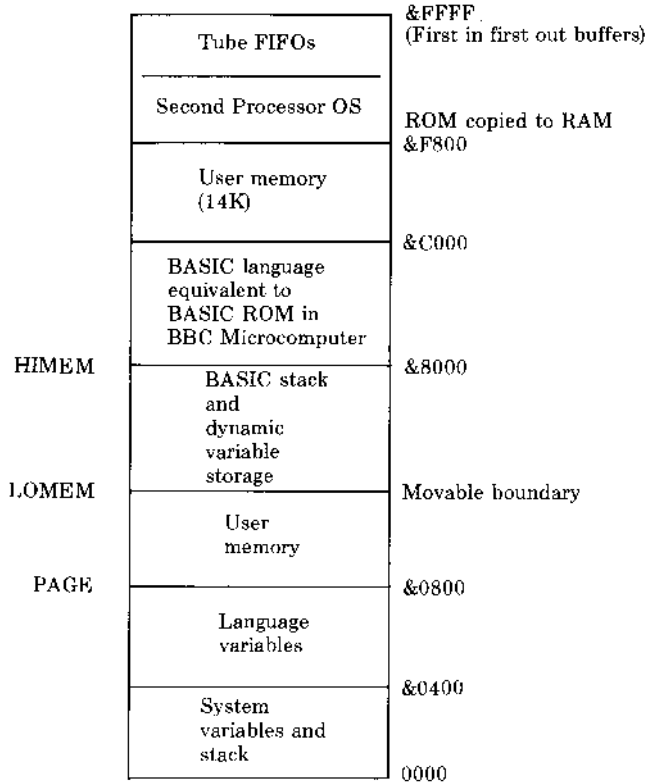 &FFFF
(First in first out buffers)
Tube FIFOs
Second Processor OS
ROM copied to RAM
&F800
User memory
(14K)
&C000
BASIC language
equivalent to
BASIC ROM in
BBC Microcomputer
HIMEM
&8000
BASIC stack
and
dynamic
variable
storage
LOMEM
Movable boundary
User
memory
PAGE
&0800
Language
variables
&0400
System
variables and
stack
0000